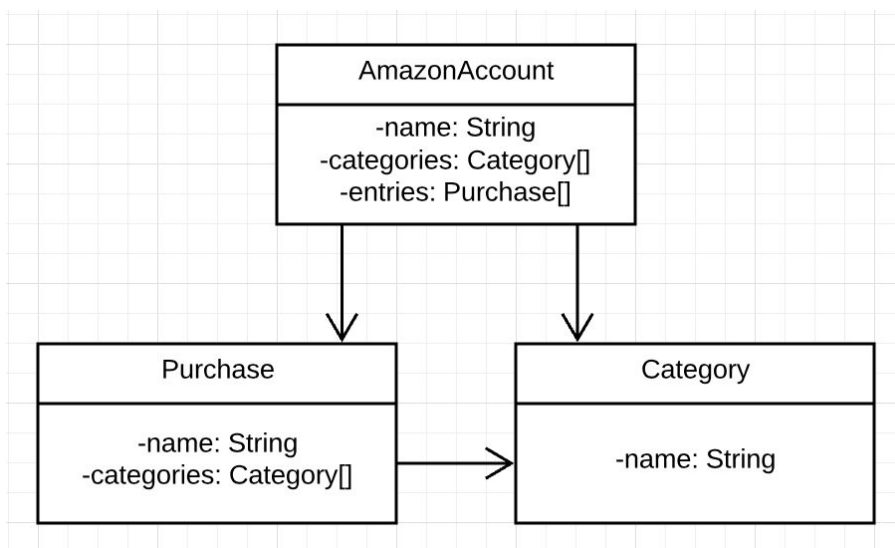 AmazonAccount
-name: String
-categories: Category[]
-entries: Purchase[]
Purchase
-name: String
-categories: Category[]
Category
-name: String